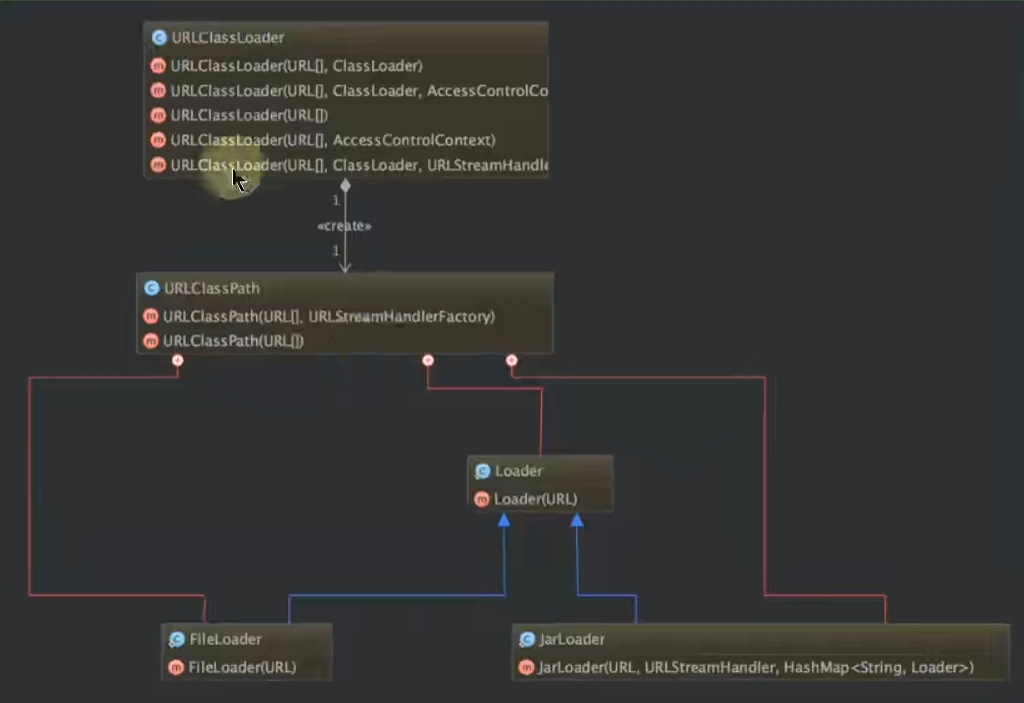 URLClassLoader
URLClassLoader(URL[], ClassLoader)
URLClassLoader(URL[], ClassLoader, AccessControlCo
URLClassLoader(URL[])
URLClassLoader(URL[], AccessControlContext)
URLClassLoader(URL[], ClassLoader, URLStreamHandle
1
«create»
1
URLClassPath
URLClassPath(URL[], URLStreamHandlerFactory)
URLClassPath(URL[])
Loader
Loader(URL)
FileLoader
FileLoader(URL)
JarLoader
JarLoader(URL, URLStreamHandler, HashMap<String, Loader>)